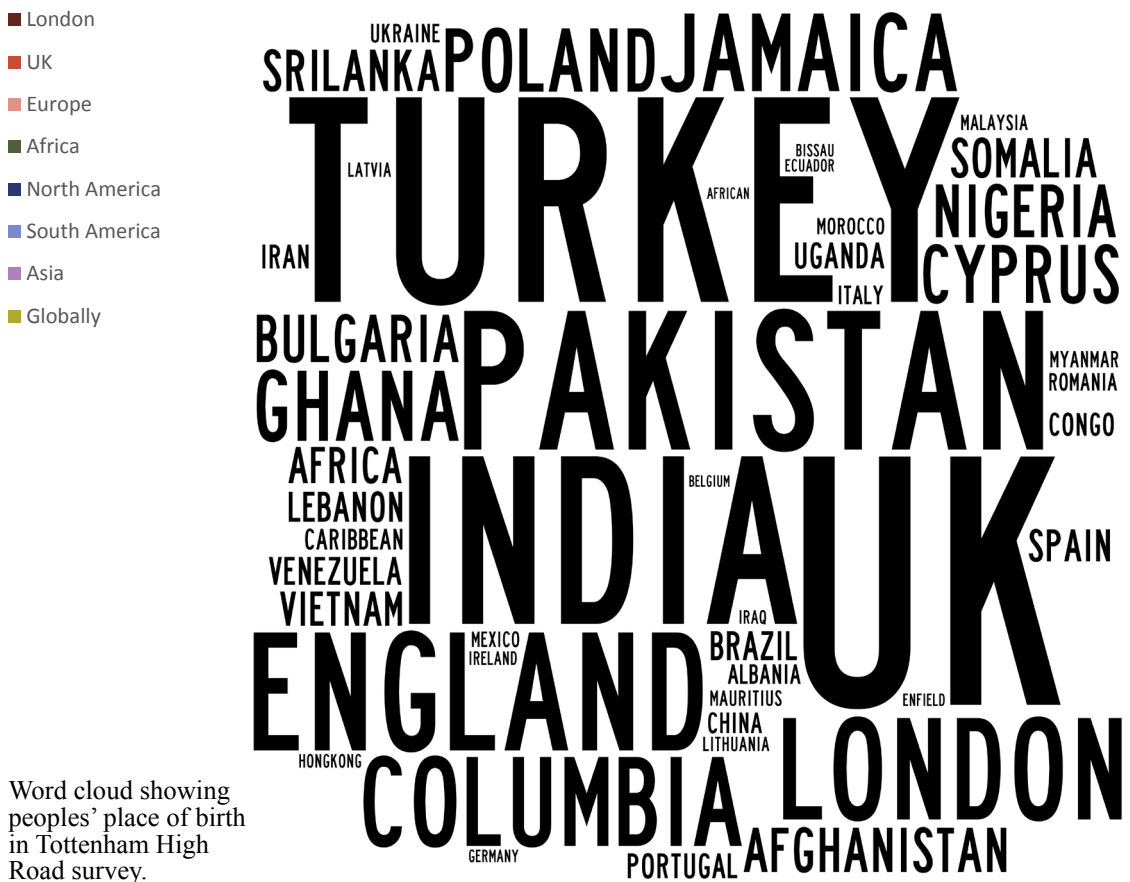 London
UK
Europe
Africa
North America
South America
Asia
Globally
UKRAINE
SRILANKA
POLAND
JAMAICA
TURKEY
LATVIA
IRAN
AFRICAN
BISSAU
ECUADOR
MOROCCO
UGANDA
ITALY
MALAYSIA
SOMALIA
NIGERIA
CYPRUS
BULGARIA
GHANA
PAKISTAN
MYANMAR
ROMANIA
CONGO
AFRICA
LEBANON
CARIBBEAN
VENEZUELA
VIETNAM
INDIA
BELGIUM
IRAQ
UK
SPAIN
ENFIELD
ENGLAND
MEXICO
IRELAND
BRAZIL
ALBANIA
MAURITIUS
CHINA
LITHUANIA
LONDON
HONGKONG
COLUMBIA
GERMANY
PORTUGAL
AFGHANISTAN
Word cloud showing
peoples’ place of birth
in Tottenham High
Road survey.